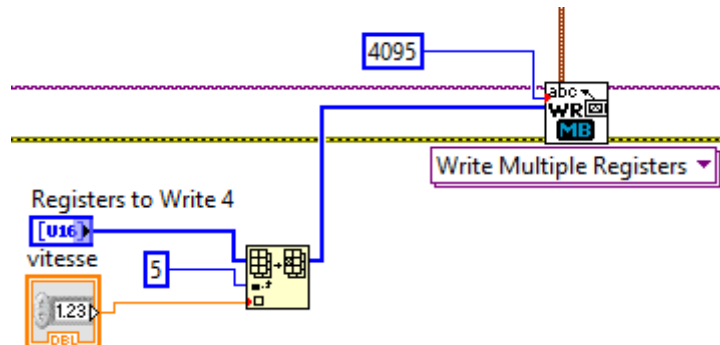 4095
abc
WR
MB
Write Multiple Registers
Registers to Write 4
[U16]
vitesse
5
1.23
DBL